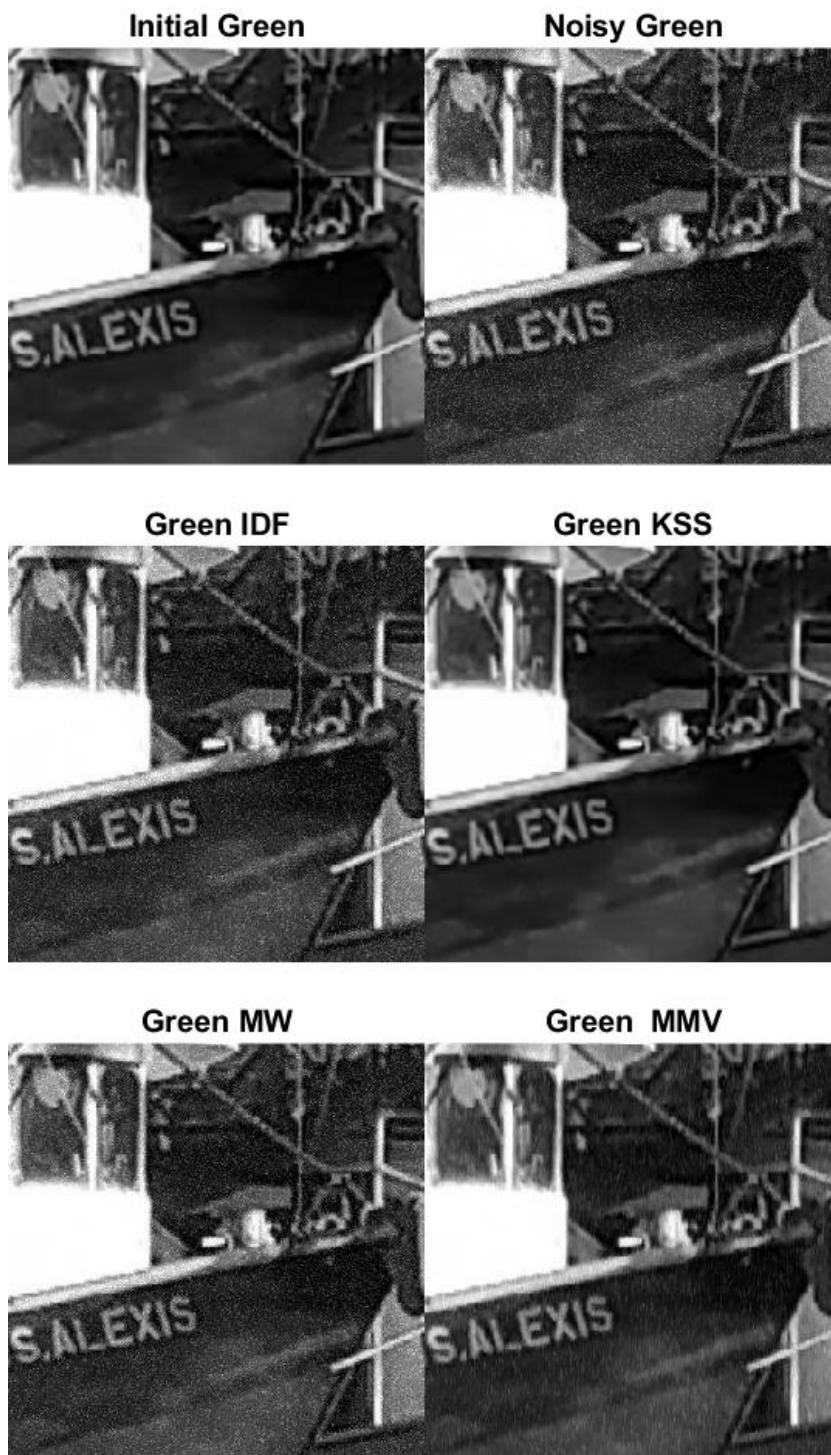 Initial Green
Noisy Green
S.ALEXIS
S.ALEXIS
Green IDF
Green KSS
S.ALEXIS
S.ALEXIS
Green MW
Green MMV
S.ALEXIS
S.ALEXIS